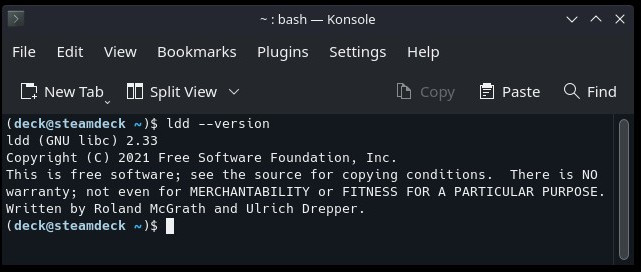 ~ : bash — Konsole
File Edit View Bookmarks Plugins Settings Help
New Tab Split View Copy Paste Find
(deck@steamdeck ~)$ ldd --version
ldd (GNU libc) 2.33
Copyright (C) 2021 Free Software Foundation, Inc.
This is free software; see the source for copying conditions.  There is NO
warranty; not even for MERCHANTABILITY or FITNESS FOR A PARTICULAR PURPOSE.
Written by Roland McGrath and Ulrich Drepper.
(deck@steamdeck ~)$